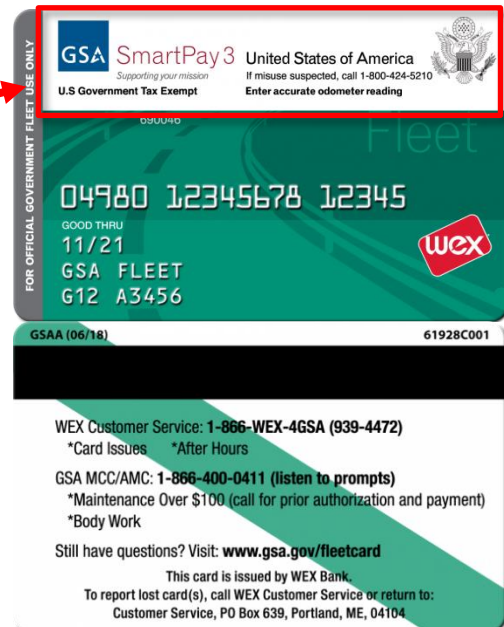 FOR OFFICIAL GOVERNMENT FLEET USE ONLY
GSA SmartPay 3
Supporting your mission
U.S Government Tax Exempt
United States of America
If misuse suspected, call 1-800-424-5210
Enter accurate odometer reading
690046
Fleet
04980 12345678 12345
GOOD THRU
11/21
GSA FLEET
G12 A3456
wex
GSAA (06/18) 61928C001
WEX Customer Service: 1-866-WEX-4GSA (939-4472)
*Card Issues *After Hours
GSA MCC/AMC: 1-866-400-0411 (listen to prompts)
*Maintenance Over $100 (call for prior authorization and payment)
*Body Work
Still have questions? Visit: www.gsa.gov/fleetcard
This card is issued by WEX Bank.
To report lost card(s), call WEX Customer Service or return to:
Customer Service, PO Box 639, Portland, ME, 04104